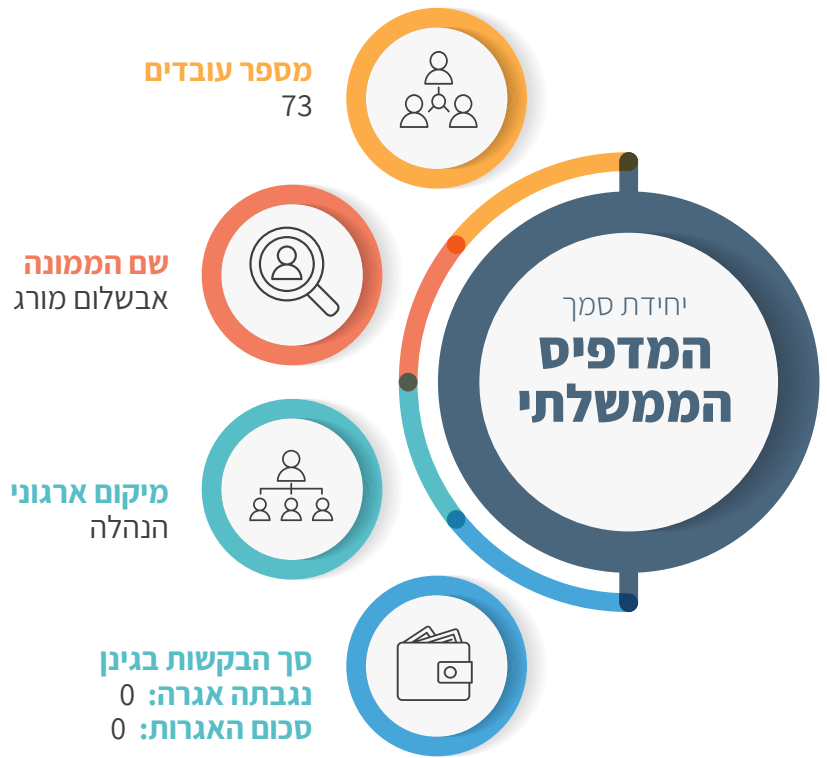 יחידת סמך
המדפיס
הממשלתי
מספר עובדים
73
שם הממונה
אבשלום מורג
מיקום ארגוני
הנהלה
סך הבקשות בגינן
נגבתה אגרה: 0
סכום האגרות: 0